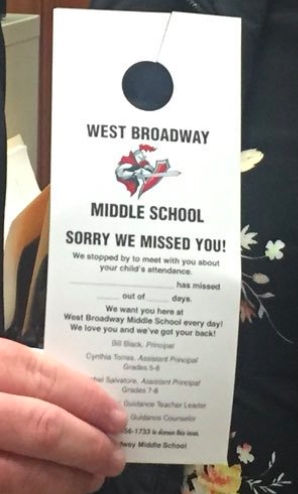 WEST BROADWAY
MIDDLE SCHOOL
SORRY WE MISSED YOU!
We stopped by to meet with you about
your child's attendance.
has missed
out of days.
We want you here at
West Broadway Middle School every day!
We love you and we've got your back!
Bill Black, Principal
Cynthia Torres, Assistant Principal
Grades 5-6
Salvatore, Assistant Principal
Grades 7-8
Guidance Teacher Leader
Guidance Counselor
56-1733
Middle School